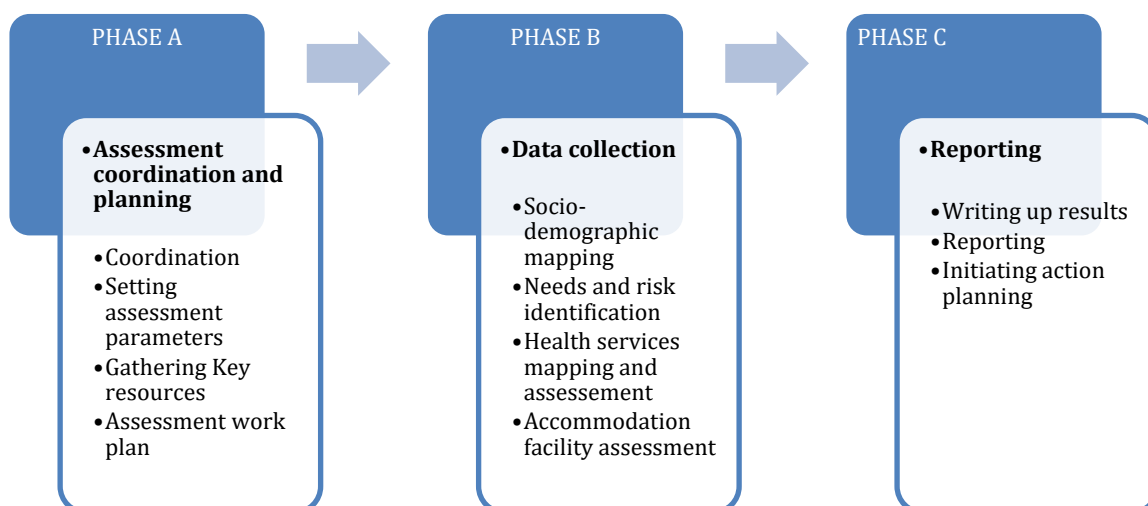 PHASE A
•Assessment
coordination and
planning
•Coordination
•Setting
assessment
parameters
•Gathering Key
resources
•Assessment work
plan
PHASE B
•Data collection
•Socio-
demographic
mapping
•Needs and risk
identification
•Health services
mapping and
assessement
•Accommodation
facility assessment
PHASE C
•Reporting
•Writing up results
•Reporting
•Initiating action
planning